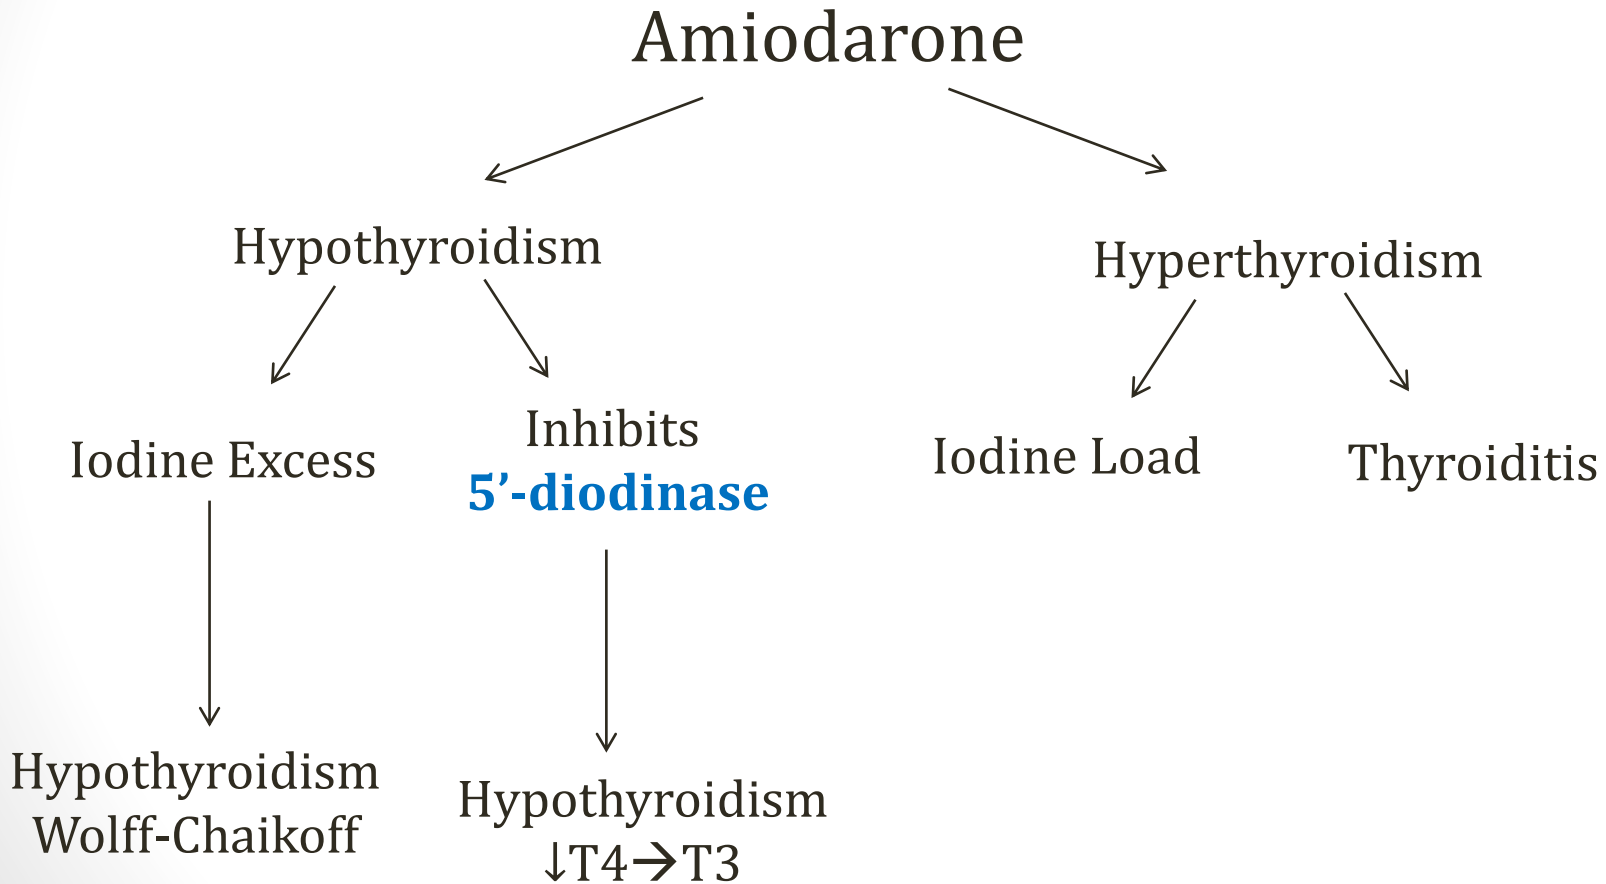 Amiodarone
Hypothyroidism
Hyperthyroidism
Iodine Excess
Inhibits
5’-diodinase
Iodine Load
Thyroiditis
Hypothyroidism
Wolff-Chaikoff
Hypothyroidism
↓T4→T3